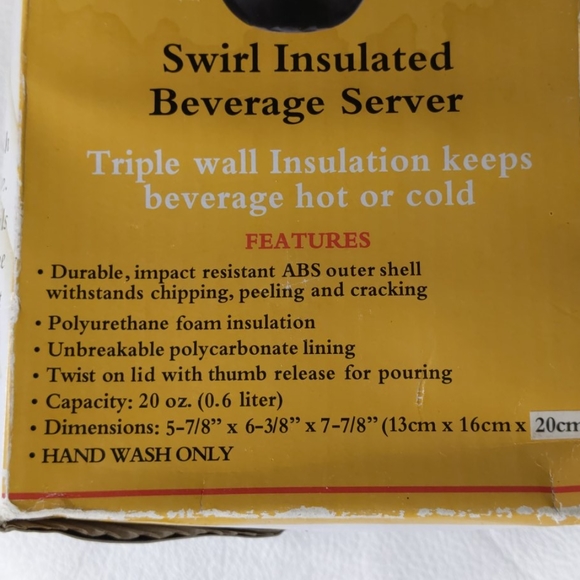 Swirl Insulated
Beverage Server
Triple wall Insulation keeps
beverage hot or cold
FEATURES
• Durable, impact resistant ABS outer shell
withstands chipping, peeling and cracking
• Polyurethane foam insulation
• Unbreakable polycarbonate lining
• Twist on lid with thumb release for pouring
• Capacity: 20 oz. (0.6 liter)
• Dimensions: 5-7/8” x 6-3/8” x 7-7/8” (13cm x 16cm x 20cm
• HAND WASH ONLY